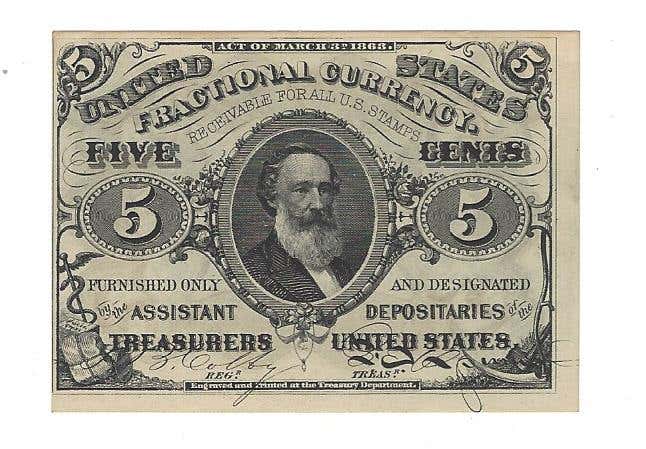 ACT OF MARCH 3D 1863.
5 UNITED STATES 5
FRACTIONAL CURRENCY.
RECEIVABLE FOR ALL U.S. STAMPS
FIVE CENTS
5 5
FURNISHED ONLY AND DESIGNATED
by the ASSISTANT DEPOSITARIES of the
TREASURERS UNITED STATES.
S. B. Colby
REGR. TREASR.
Engraved and Printed at the Treasury Department.